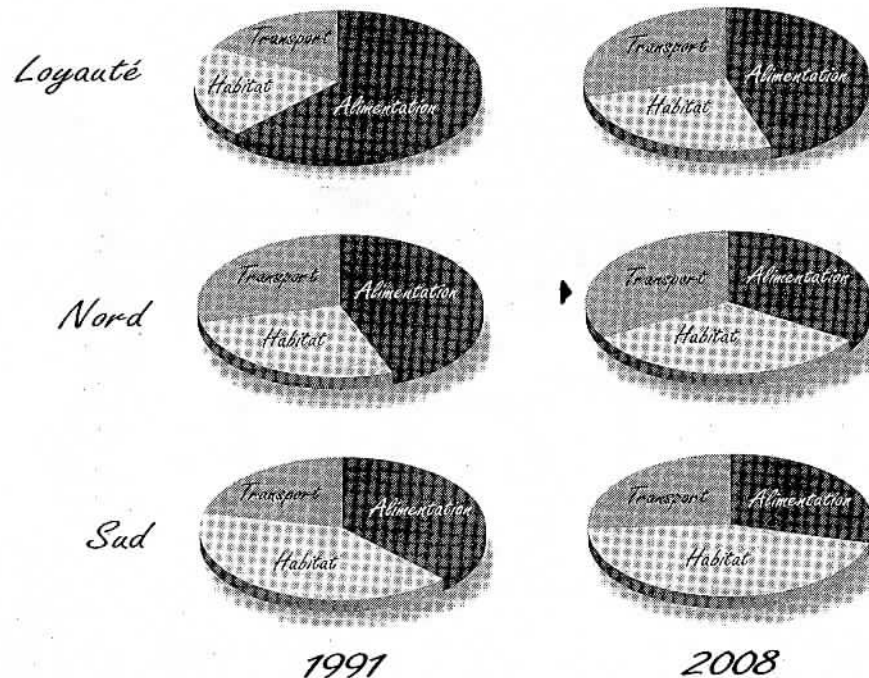 Loyauté
Transport
Habitat
Alimentation
Transport
Habitat
Alimentation
Nord
Transport
Habitat
Alimentation
Transport
Habitat
Alimentation
Sud
Transport
Habitat
Alimentation
Transport
Habitat
Alimentation
1991
2008